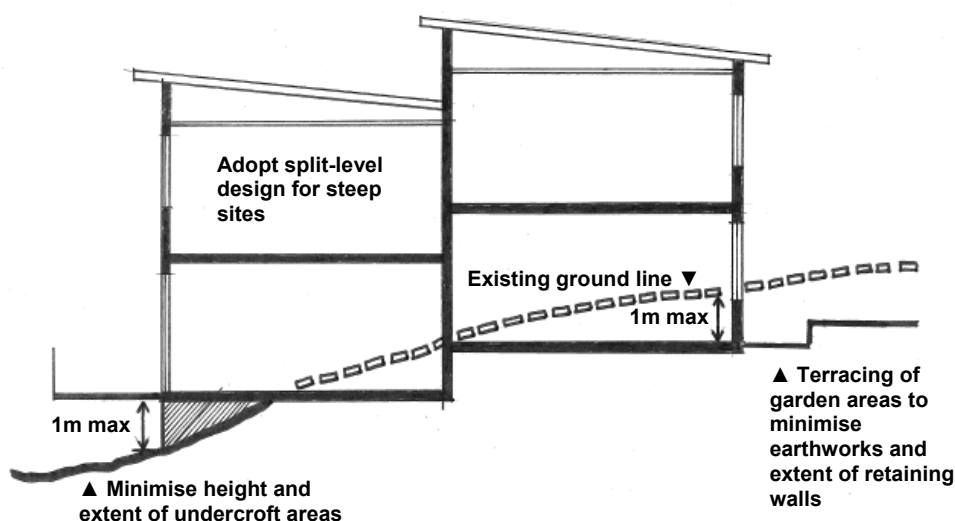 Adopt split-level
design for steep
sites
Existing ground line ▼
1m max
1m max
▲ Terracing of
garden areas to
minimise
earthworks and
extent of retaining
walls
▲ Minimise height and
extent of undercroft areas